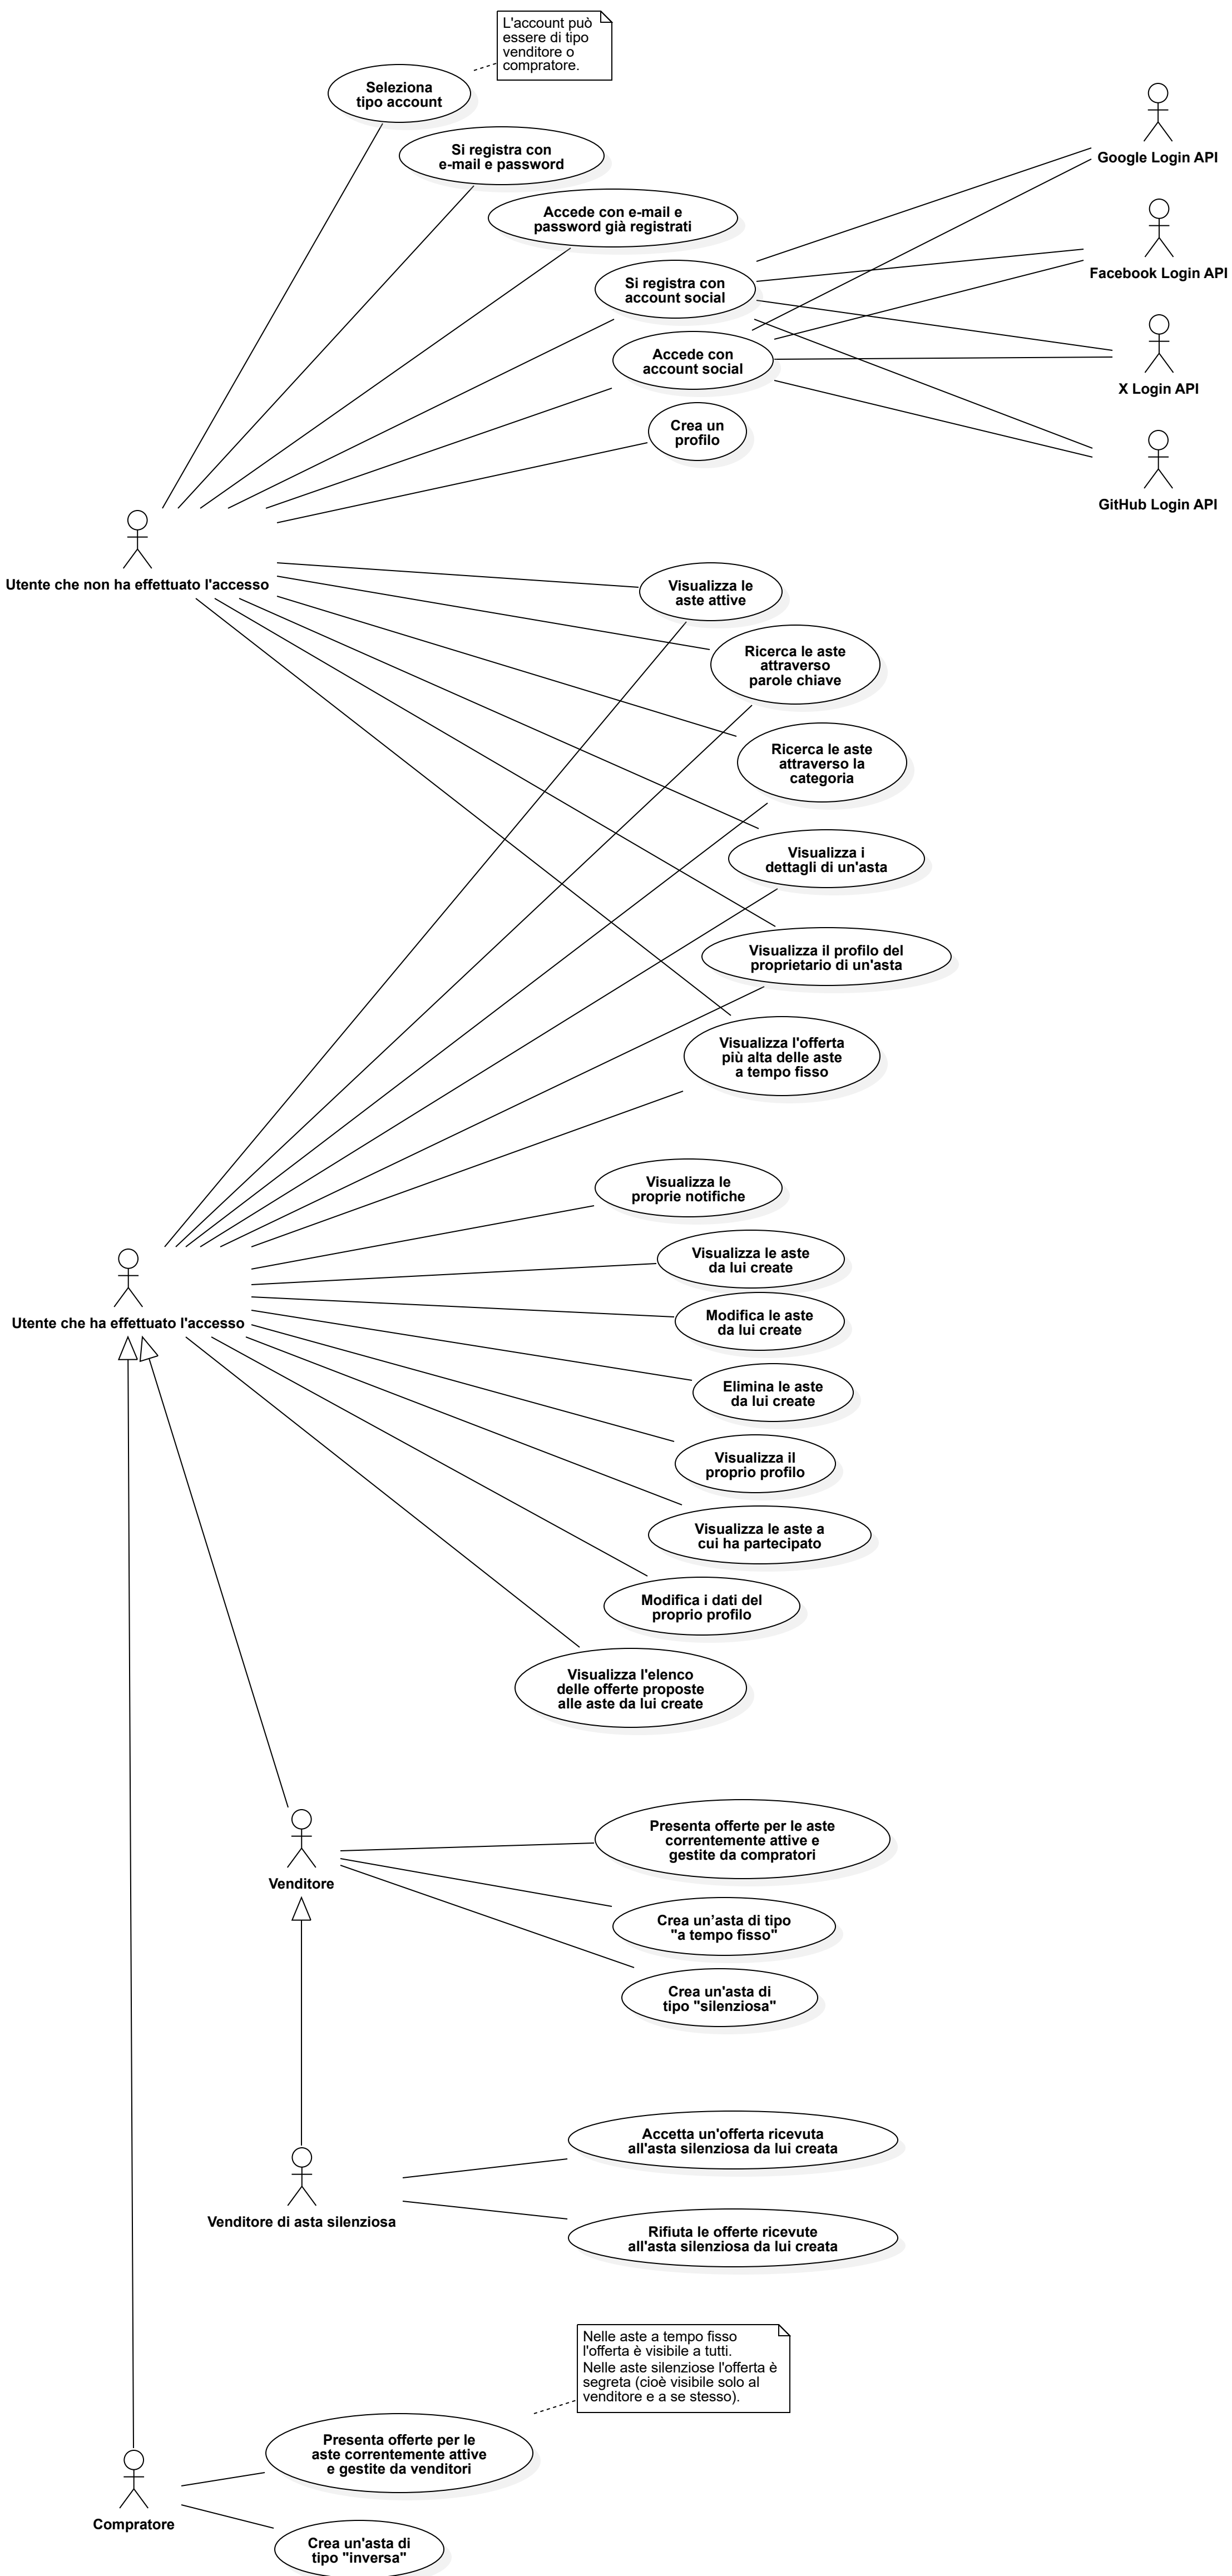 L'account può
essere di tipo
venditore o
compratore.
Seleziona
tipo account
Si registra con
e-mail e password
Google Login API
Accede con e-mail e
password già registrati
Facebook Login API
Si registra con
account social
Accede con
account social
X Login API
Crea un
profilo
GitHub Login API
Utente che non ha effettuato l'accesso
Visualizza le
aste attive
Ricerca le aste
attraverso
parole chiave
Ricerca le aste
attraverso la
categoria
Visualizza i
dettagli di un'asta
Visualizza il profilo del
proprietario di un'asta
Visualizza l'offerta
più alta delle aste
a tempo fisso
Visualizza le
proprie notifiche
Visualizza le aste
da lui create
Utente che ha effettuato l'accesso
Modifica le aste
da lui create
Elimina le aste
da lui create
Visualizza il
proprio profilo
Visualizza le aste a
cui ha partecipato
Modifica i dati del
proprio profilo
Visualizza l'elenco
delle offerte proposte
alle aste da lui create
Presenta offerte per le aste
correntemente attive e
gestite da compratori
Venditore
Crea un’asta di tipo
"a tempo fisso"
Crea un'asta di
tipo "silenziosa"
Accetta un'offerta ricevuta
all'asta silenziosa da lui creata
Venditore di asta silenziosa
Rifiuta le offerte ricevute
all'asta silenziosa da lui creata
Nelle aste a tempo fisso
l'offerta è visibile a tutti.
Nelle aste silenziose l'offerta è
segreta (cioè visibile solo al
venditore e a se stesso).
Presenta offerte per le
aste correntemente attive
e gestite da venditori
Compratore
Crea un'asta di
tipo "inversa"